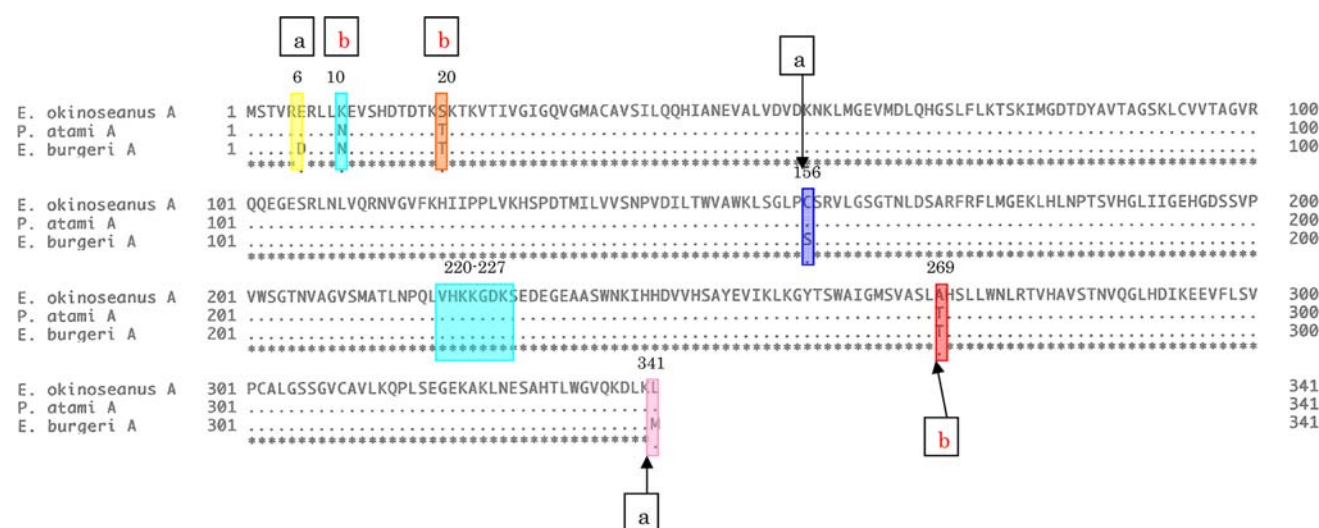 a b b a
6 10 20
E. okinoseanus A 1 MSTVRERLLKEVSHDTDTKSKTKVTIVGIGQVGMACAVSILQQHIANEVALVDVDKNKLMGEVMDLQHGSLFLKTSKIMGDTDYAVTAGSKLCVVTAGVR 100
P. atami A 1 .........N.........T................................................................................ 100
E. burgeri A 1 .....D...N.........T................................................................................ 100
*****.***.*********.********************************************************************************
156
E. okinoseanus A 101 QQEGESRLNLVQRNVGVFKHIIPPLVKHSPDTMILVVSNPVDILTWVAWKLSGLPCSRVLGSGTNLDSARFRFLMGEKLHLNPTSVHGLIIGEHGDSSVP 200
P. atami A 101 .................................................................................................... 200
E. burgeri A 101 .......................................................S............................................ 200
*******************************************************.********************************************
220-227 269
E. okinoseanus A 201 VWSGTNVAGVSMATLNPQLVHKKGDKSEDEGEAASWNKIHHDVVHSAYEVIKLKGYTSWAIGMSVASLAHSLLWNLRTVHAVSTNVQGLHDIKEEVFLSV 300
P. atami A 201 ....................................................................T............................... 300
E. burgeri A 201 ....................................................................T............................... 300
********************************************************************.*******************************
341
E. okinoseanus A 301 PCALGSSGVCAVLKQPLSEGEKAKLNESAHTLWGVQKDLKL 341
P. atami A 301 ......................................... 341
E. burgeri A 301 ........................................M 341
****************************************.
b
a